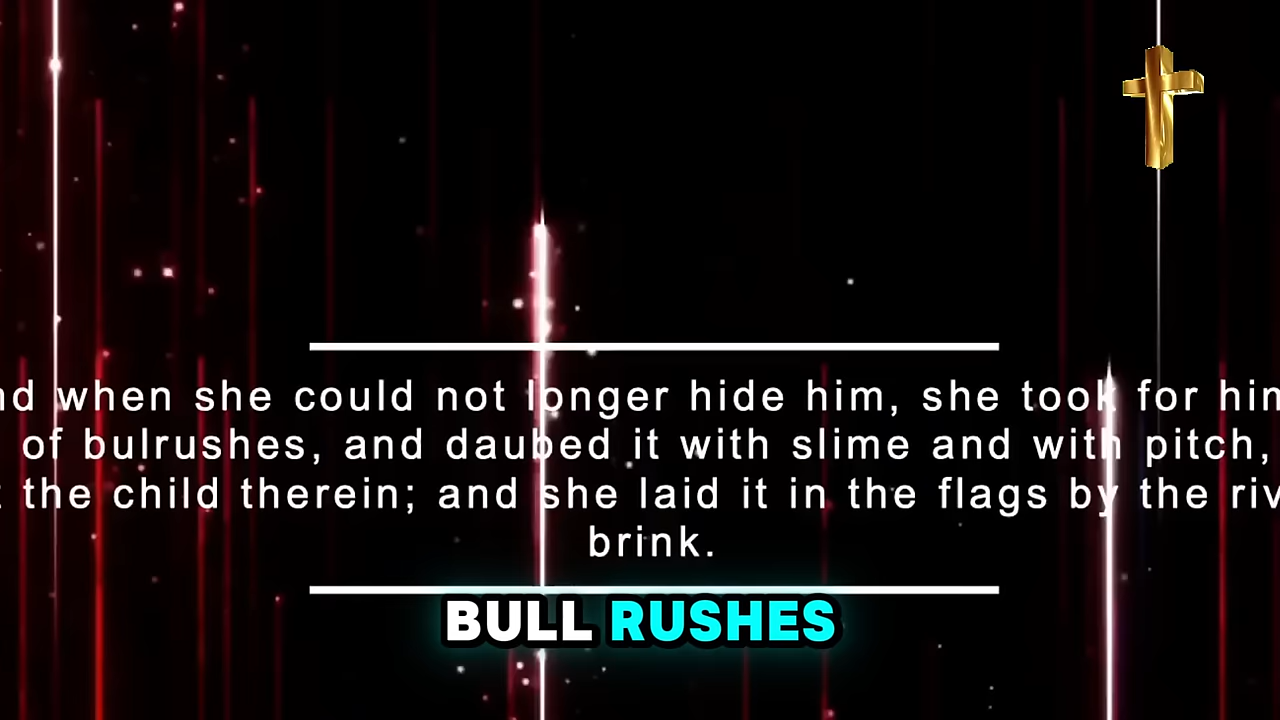 nd when she could not longer hide him, she took for him
of bulrushes, and daubed it with slime and with pitch,
the child therein; and she laid it in the flags by the riv
brink.
BULL RUSHES